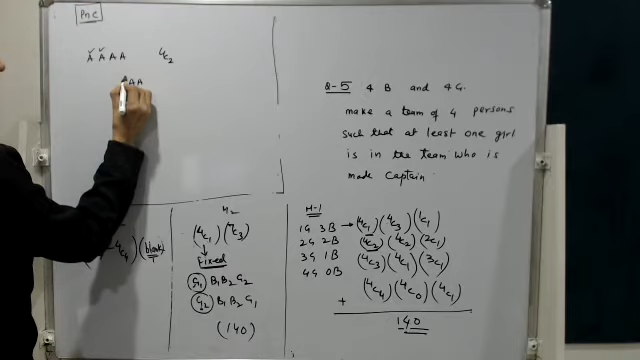 PnC
A A A A 4c2
A A A
Q-5 4 B and 4 G.
make a team of 4 persons
such that at least one girl
is in the team who is
made captain.
4c4) (blank)
(4c1) (7c3)
Fixed
G1 B1 B2 G2
G2 B1 B2 G1
(140)
M-1
1G 3B → (4c1) (4c3) (1c1)
2G 2B (4c2) (4c2) (2c1)
3G 1B (4c3) (4c1) (3c1)
4G 0B (4c4) (4c0) (4c1)
+
140